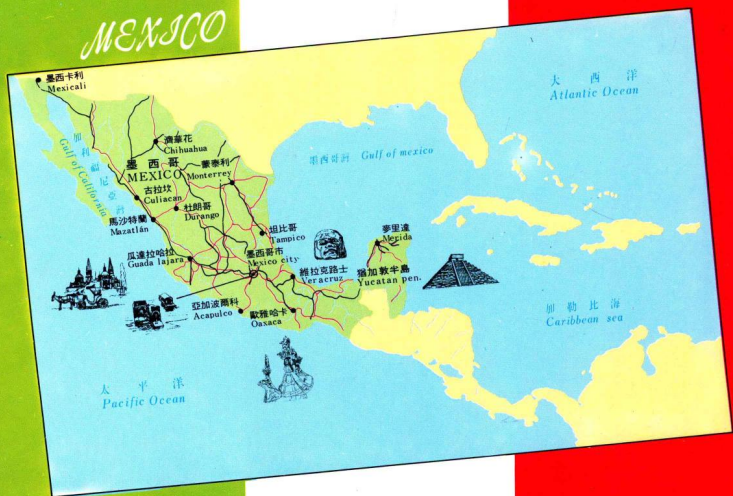 MEXICO
墨西卡利
Mexicali
太西洋
Atlantic Ocean
加利福尼亞灣
Gulf of California
濟華花
Chihuahua
墨西哥
MEXICO
蒙泰利
Monterrey
墨西哥灣 Gulf of mexico
古拉坎
Culiacan
杜朗哥
Durango
馬沙特蘭
Mazatlán
坦比哥
Tampico
夢里達
Merida
瓜達拉哈拉
Guada lajara
墨西哥市
Mexico city
維拉克路士
Veracruz
猶加敦半島
Yucatan pen.
亞加波爾科
Acapulco
歐雅哈卡
Oaxaca
加勒比海
Caribbean sea
太平洋
Pacific Ocean